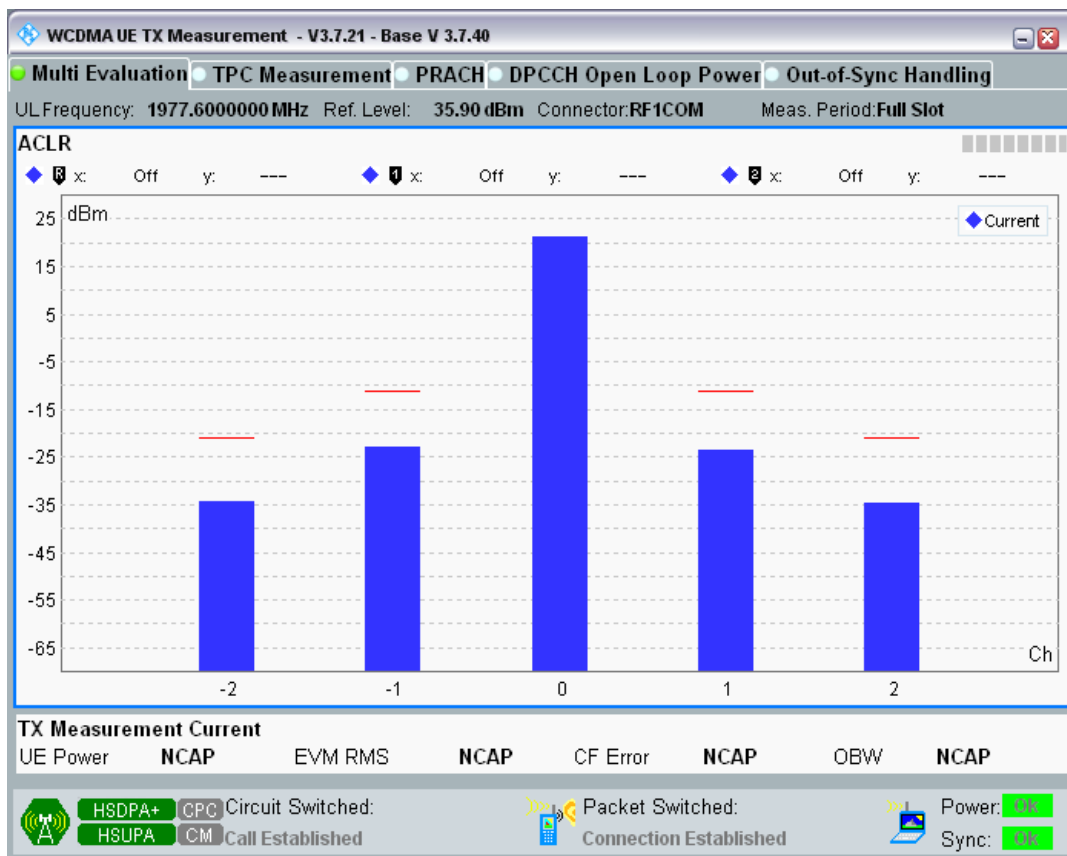 WCDMA UE TX Measurement - V3.7.21 - Base V 3.7.40
Multi Evaluation TPC Measurement PRACH DPCCH Open Loop Power Out-of-Sync Handling
UL Frequency: 1977.6000000 MHz Ref. Level: 35.90 dBm Connector:RF1COM Meas. Period:Full Slot
ACLR
R x: Off y: --- 1 x: Off y: --- 2 x: Off y: ---
dBm
Current
25
15
5
-5
-15
-25
-35
-45
-55
-65
Ch
-2 -1 0 1 2
TX Measurement Current
UE Power NCAP EVM RMS NCAP CF Error NCAP OBW NCAP
HSDPA+ CPC Circuit Switched: Packet Switched: Power: Ok
HSUPA CM Call Established Connection Established Sync: Ok